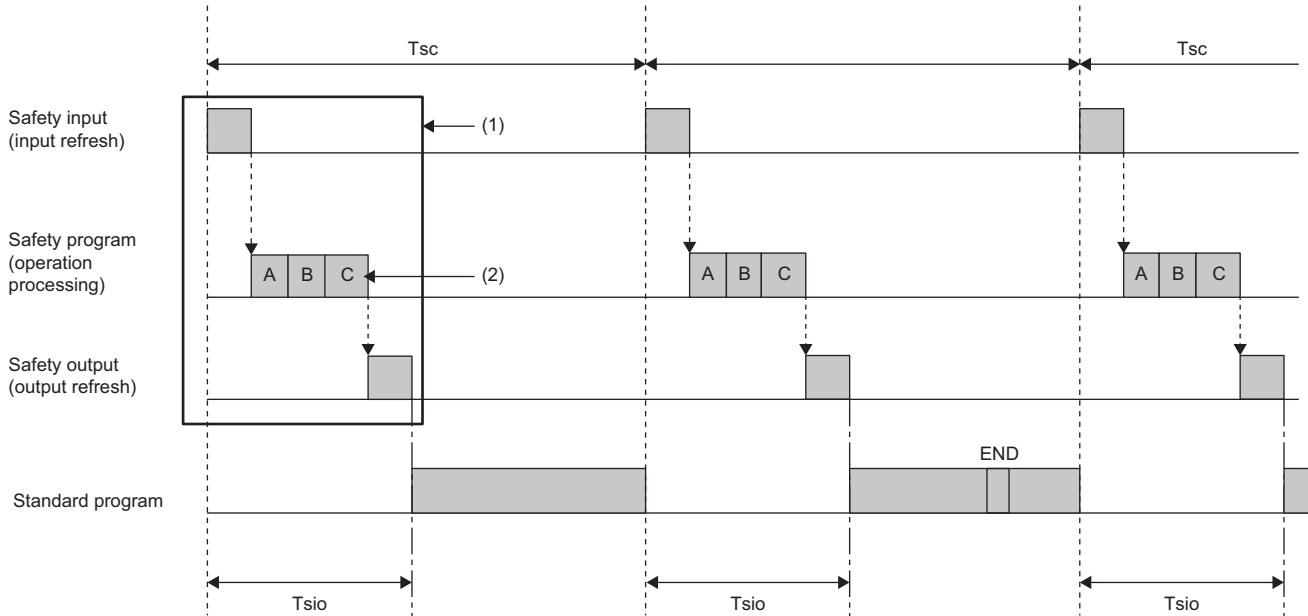 Tsc
Tsc
Safety input
(input refresh)
(1)
Safety program
(operation
processing)
A B C
(2)
A B C
A B C
Safety output
(output refresh)
END
Standard program
Tsio
Tsio
Tsio